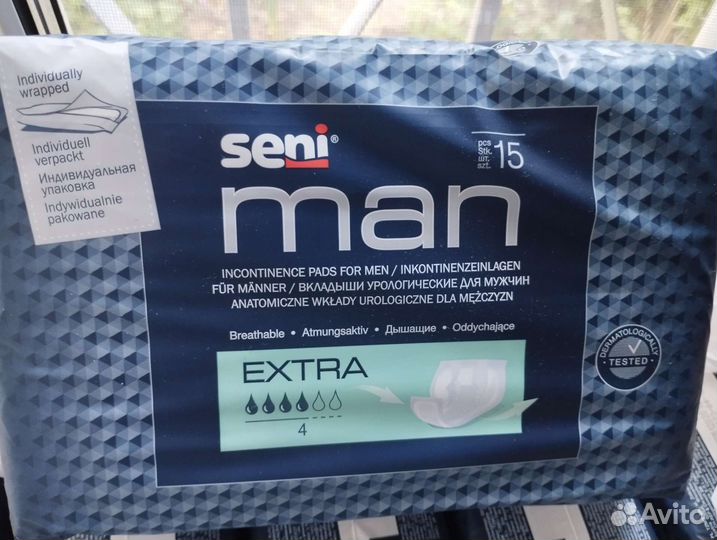 Individually
wrapped
Individuell
verpackt
Индивидуальная
упаковка
Indywidualnie
pakowane
seni®
pcs
Stk.
шт.
szt.
15
man
INCONTINENCE PADS FOR MEN / INKONTINENZEINLAGEN
FÜR MÄNNER / ВКЛАДЫШИ УРОЛОГИЧЕСКИЕ ДЛЯ МУЖЧИН
ANATOMICZNE WKŁADY UROLOGICZNE DLA MĘŻCZYZN
Breathable • Atmungsaktiv • Дышащие • Oddychające
EXTRA
4
DERMATOLOGICALLY
TESTED
Avito